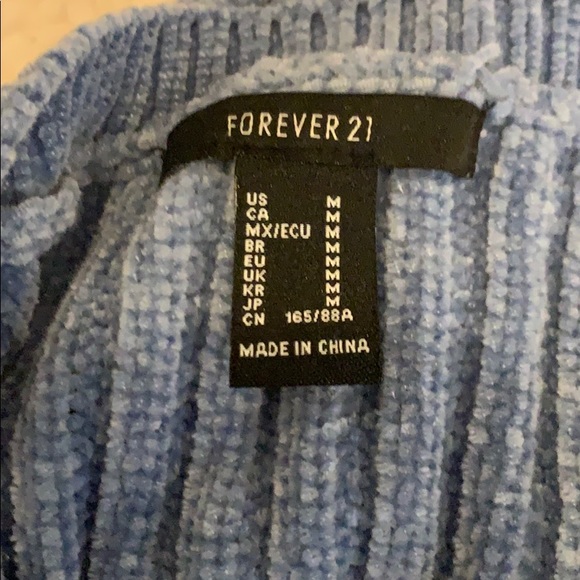 FOREVER 21
US M
CA M
MX/ECU M
BR M
EU M
UK M
KR M
JP M
CN 165/88A
MADE IN CHINA